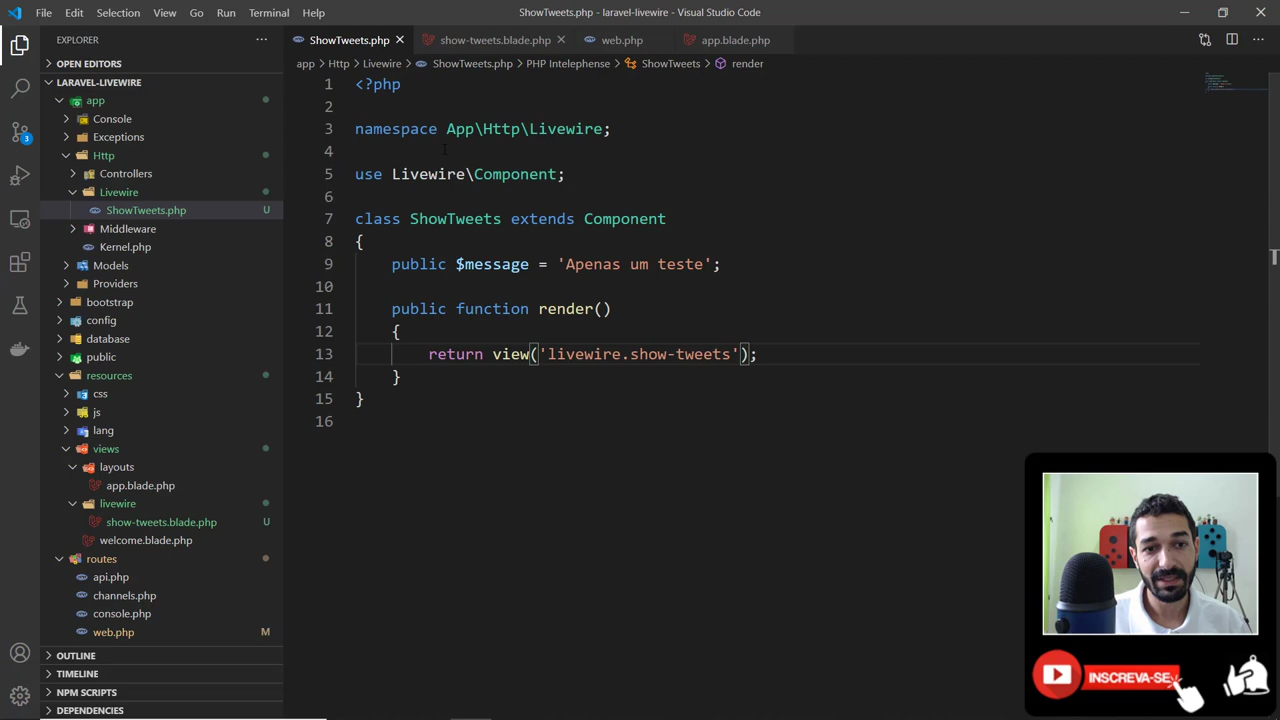 File Edit Selection View Go Run Terminal Help
ShowTweets.php - laravel-livewire - Visual Studio Code
EXPLORER
OPEN EDITORS
LARAVEL-LIVEWIRE
app
Console
Exceptions
Http
Controllers
Livewire
ShowTweets.php U
Middleware
Kernel.php
Models
Providers
bootstrap
config
database
public
resources
css
js
lang
views
layouts
app.blade.php
livewire
show-tweets.blade.php U
welcome.blade.php
routes
api.php
channels.php
console.php
web.php M
OUTLINE
TIMELINE
NPM SCRIPTS
DEPENDENCIES
3
ShowTweets.php show-tweets.blade.php web.php app.blade.php
app > Http > Livewire > ShowTweets.php > PHP Intelephense > ShowTweets > render
1 <?php
2
3 namespace App\Http\Livewire;
4
5 use Livewire\Component;
6
7 class ShowTweets extends Component
8 {
9 public $message = 'Apenas um teste';
10
11 public function render()
12 {
13 return view('livewire.show-tweets');
14 }
15 }
16
INSCREVA-SE